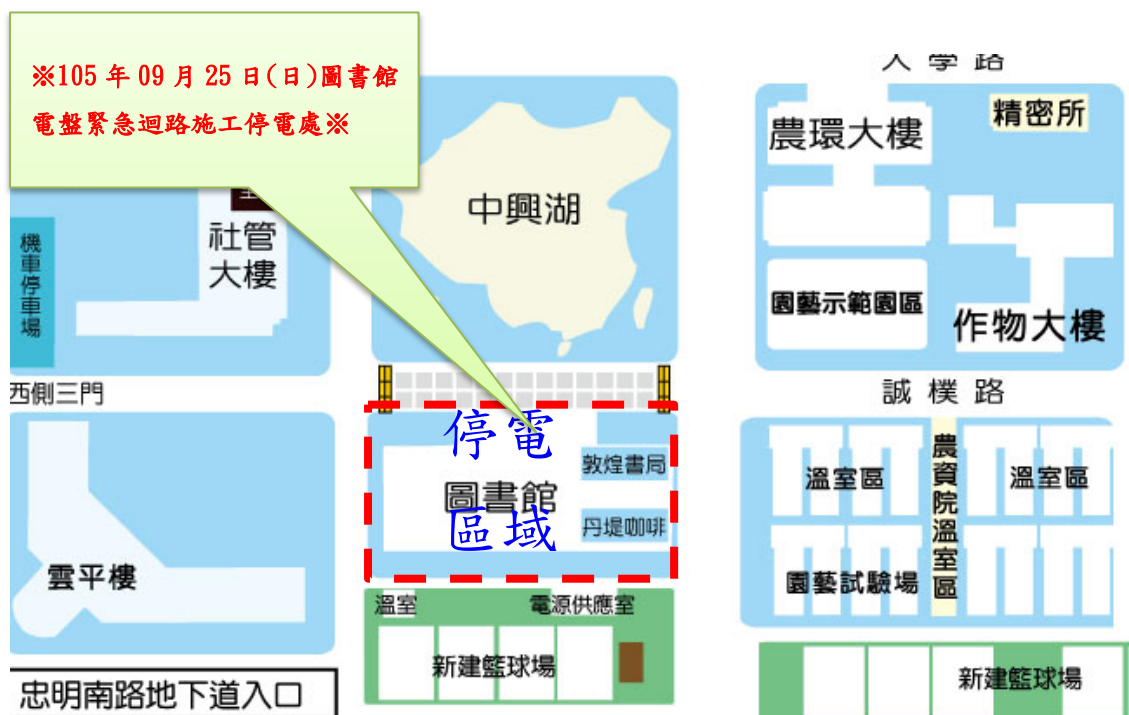 ※105年09月25日(日)圖書館
電盤緊急迴路施工停電處※
大學路
精密所
農環大樓
中興湖
社管
大樓
機車停車場
園藝示範園區
作物大樓
西側三門
誠樸路
停電
敦煌書局
圖書館
區域
丹堤咖啡
農資院溫室區
溫室區
溫室區
雲平樓
園藝試驗場
溫室
電源供應室
新建籃球場
新建籃球場
忠明南路地下道入口